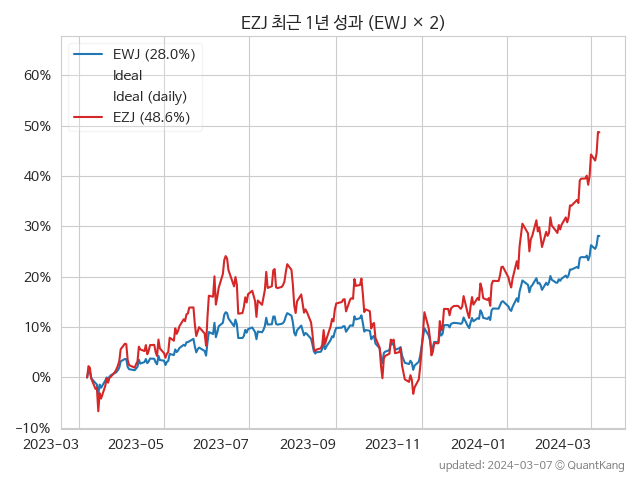 EZJ 최근 1년 성과 (EWJ × 2)
EWJ (28.0%)
Ideal
Ideal (daily)
EZJ (48.6%)
60%
50%
40%
30%
20%
10%
0%
−10%
2023-03 2023-05 2023-07 2023-09 2023-11 2024-01 2024-03
updated: 2024-03-07 © QuantKang